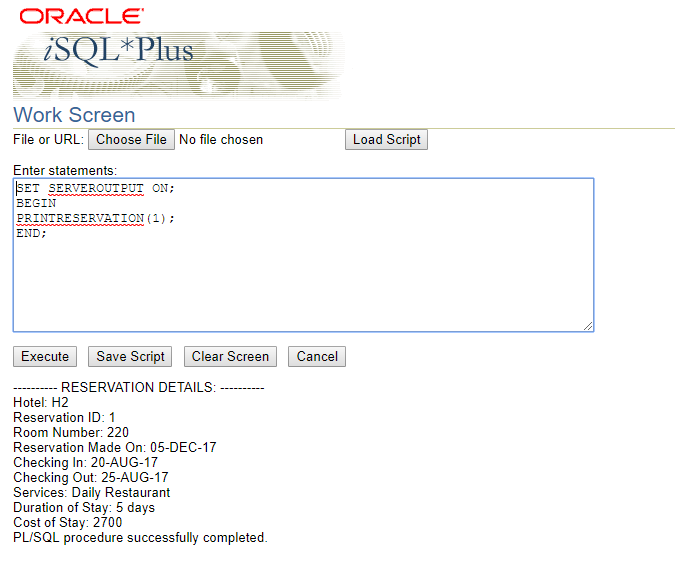 ORACLE
iSQL*Plus
Work Screen
File or URL: Choose File No file chosen Load Script
Enter statements:
SET SERVEROUTPUT ON;
BEGIN
PRINTRESERVATION(1);
END;
Execute Save Script Clear Screen Cancel
---------- RESERVATION DETAILS: ----------
Hotel: H2
Reservation ID: 1
Room Number: 220
Reservation Made On: 05-DEC-17
Checking In: 20-AUG-17
Checking Out: 25-AUG-17
Services: Daily Restaurant
Duration of Stay: 5 days
Cost of Stay: 2700
PL/SQL procedure successfully completed.